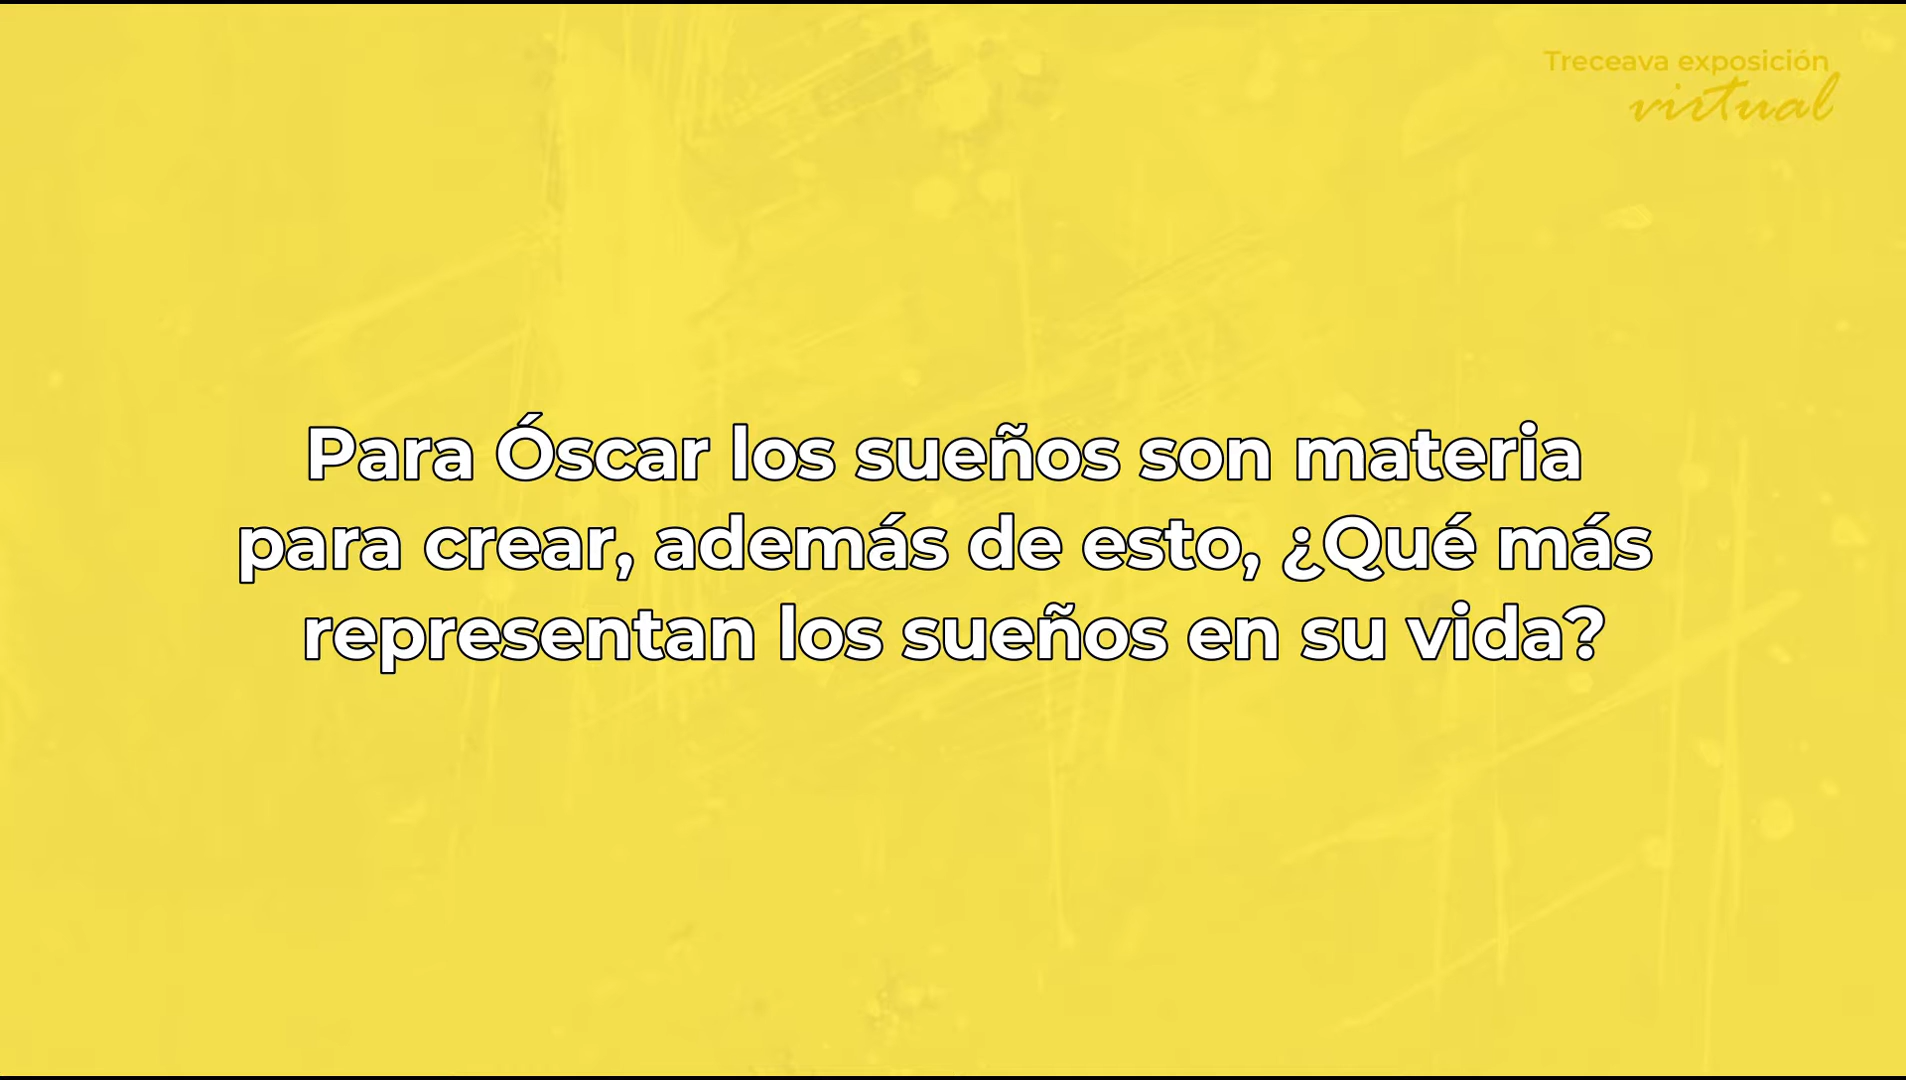 Treceava exposición
virtual
Para Óscar los sueños son materia
para crear, además de esto, ¿Qué más
representan los sueños en su vida?